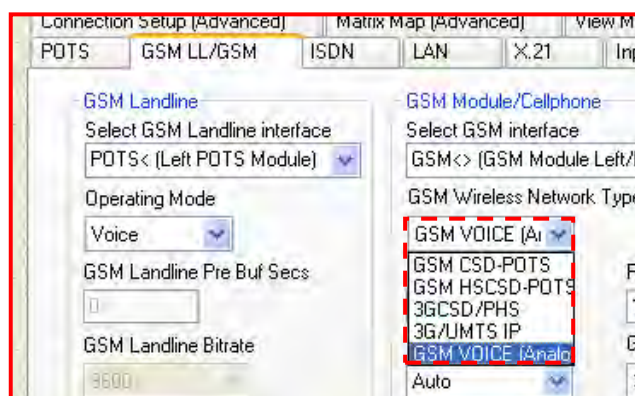 Connection Setup (Advanced) Matrix Map (Advanced) View M
POTS GSM LL/GSM ISDN LAN X.21 Inp
GSM Landline
Select GSM Landline interface
POTS< (Left POTS Module)
Operating Mode
Voice
GSM Landline Pre Buf Secs
0
GSM Landline Bitrate
9600
GSM Module/Cellphone
Select GSM interface
GSM<> (GSM Module Left/
GSM Wireless Network Type
GSM VOICE (Ar
GSM CSD-POTS
GSM HSCSD-POTS
3GCSD/PHS
3G/UMTS IP
GSM VOICE (Analo
Auto